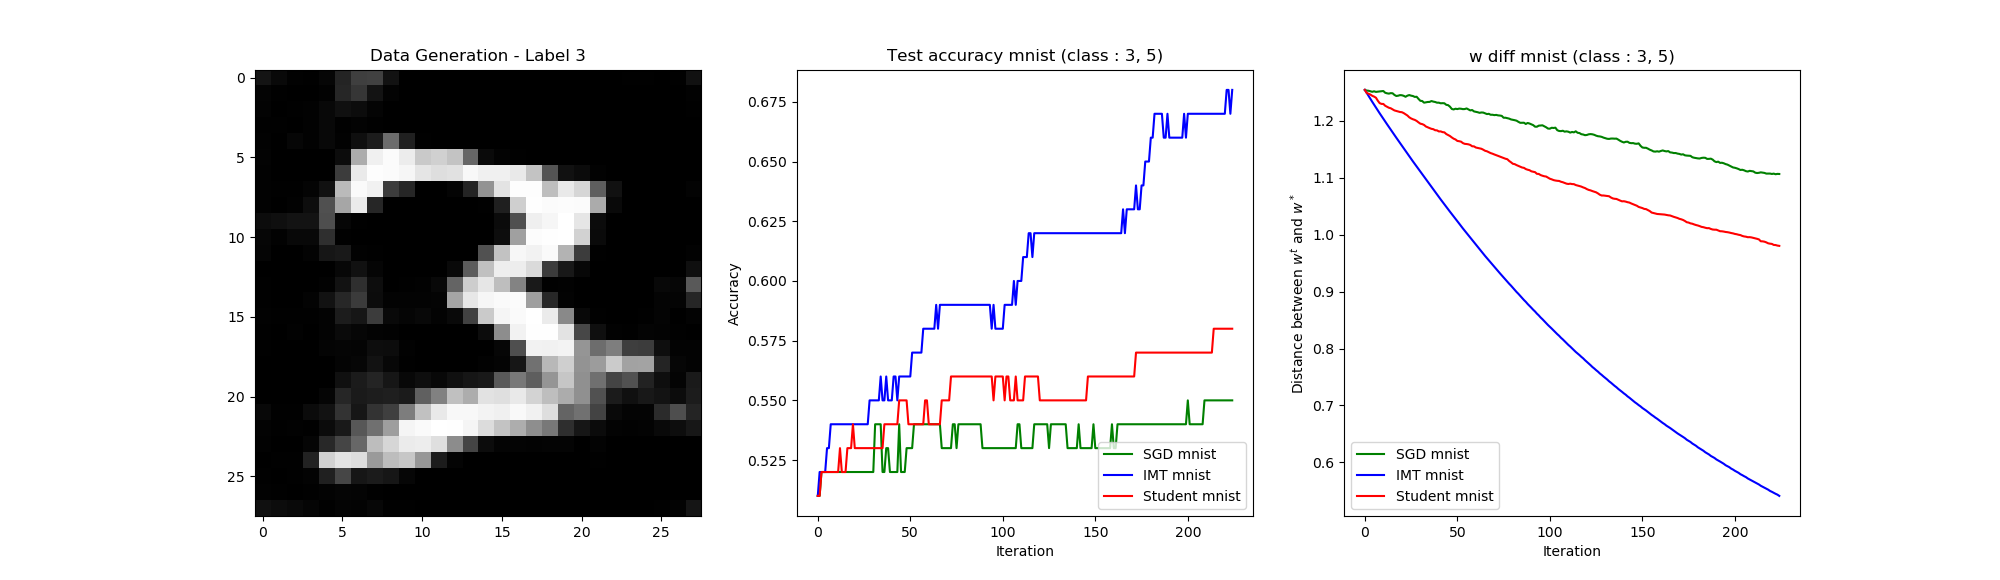 Data Generation - Label 3
0
5
10
15
20
25
0 5 10 15 20 25
Test accuracy mnist (class : 3, 5)
Accuracy
0.675
0.650
0.625
0.600
0.575
0.550
0.525
0 50 100 150 200
Iteration
SGD mnist
IMT mnist
Student mnist
w diff mnist (class : 3, 5)
Distance between w^t and w^*
1.2
1.1
1.0
0.9
0.8
0.7
0.6
0 50 100 150 200
Iteration
SGD mnist
IMT mnist
Student mnist